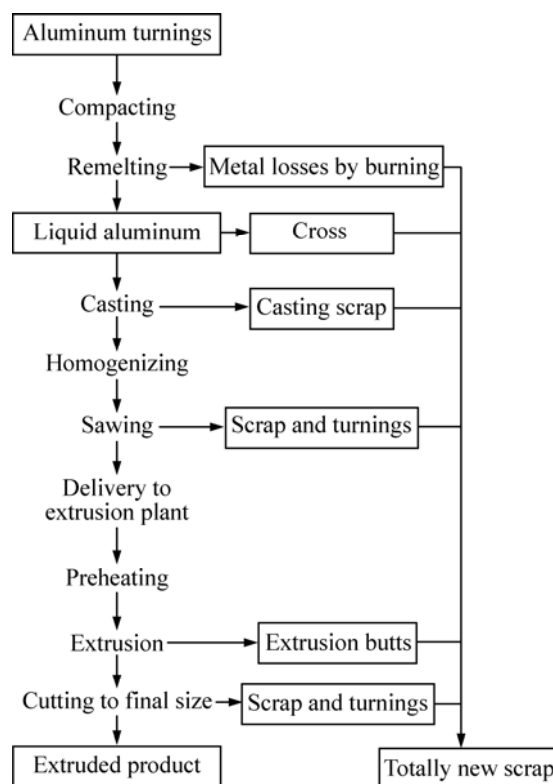 Aluminum turnings
Compacting
Remelting
Metal losses by burning
Liquid aluminum
Cross
Casting
Casting scrap
Homogenizing
Sawing
Scrap and turnings
Delivery to
extrusion plant
Preheating
Extrusion
Extrusion butts
Cutting to final size
Scrap and turnings
Extruded product
Totally new scrap